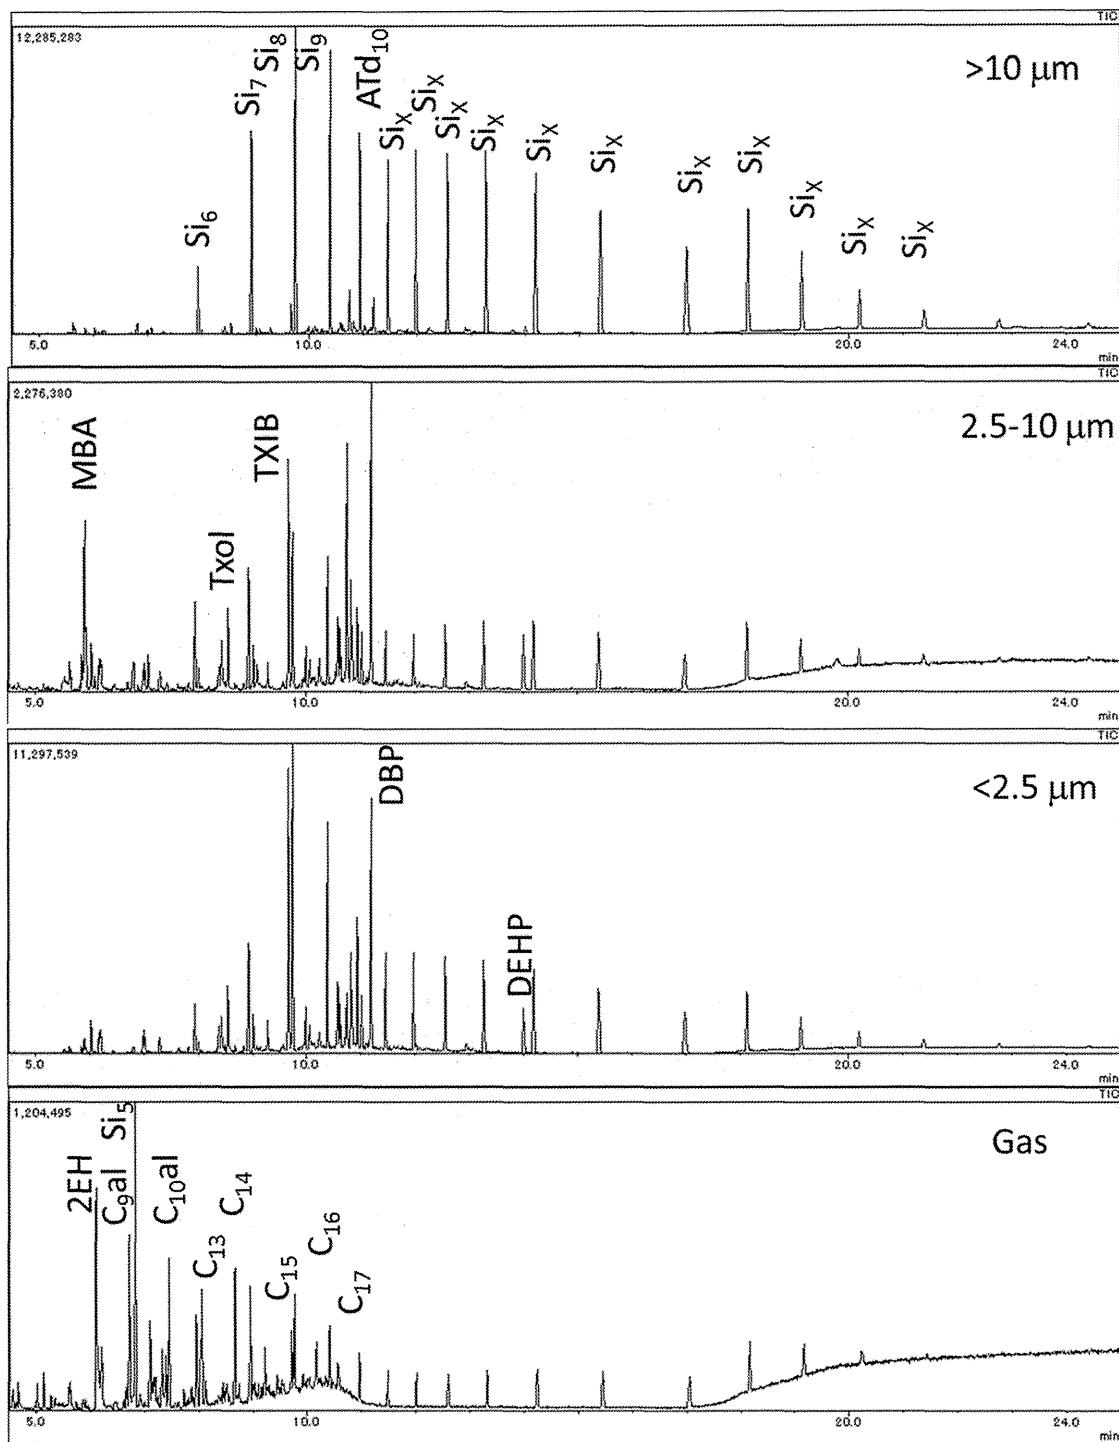 TIC
12,285,283
>10 μm
Si6
Si7
Si8
Si9
ATd10
SiX
SiX
SiX
SiX
SiX
SiX
SiX
SiX
SiX
SiX
SiX
5.0 10.0 20.0 24.0
min
TIC
2,276,380
2.5-10 μm
MBA
Txol
TXIB
5.0 10.0 20.0 24.0
min
TIC
11,297,539
<2.5 μm
DBP
DEHP
5.0 10.0 20.0 24.0
min
TIC
1,204,495
Gas
2EH
C9al
Si5
C10al
C13
C14
C15
C16
C17
5.0 10.0 20.0 24.0
min